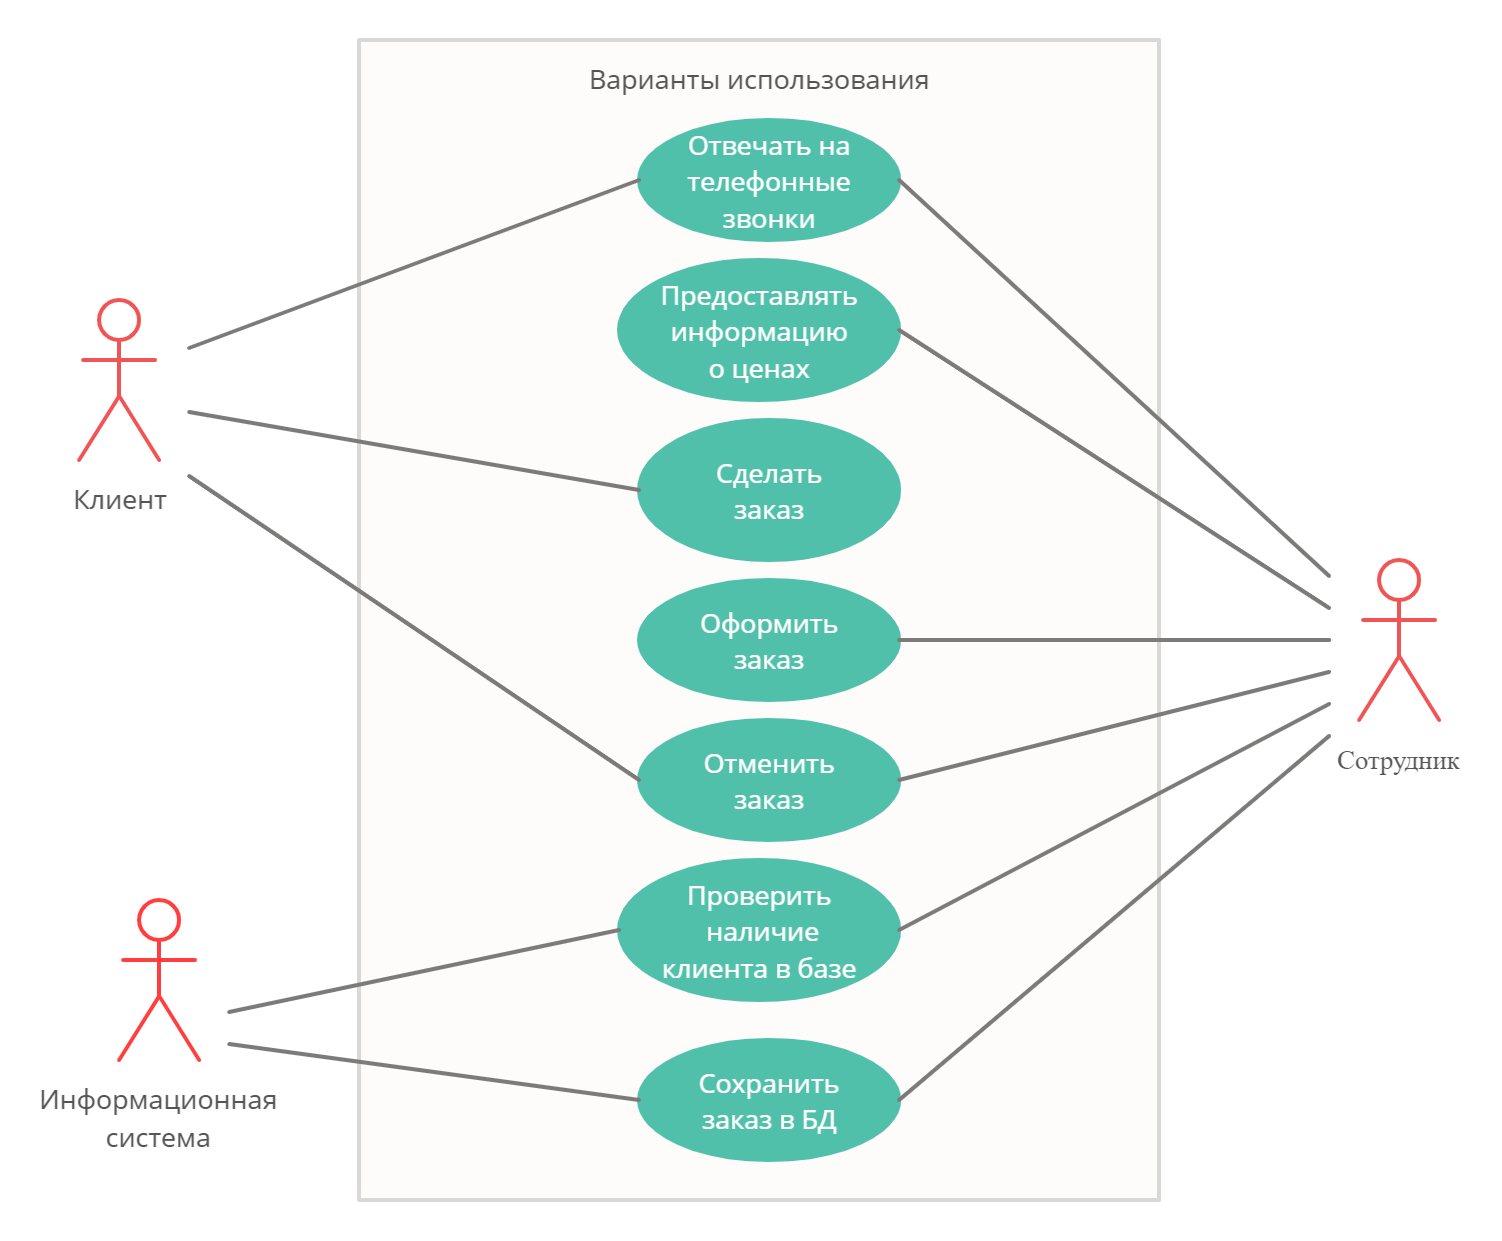 Варианты использования
Отвечать на
телефонные
звонки
Предоставлять
информацию
о ценах
Сделать
заказ
Клиент
Оформить
заказ
Отменить
заказ
Сотрудник
Проверить
наличие
клиента в базе
Информационная
система
Сохранить
заказ в БД